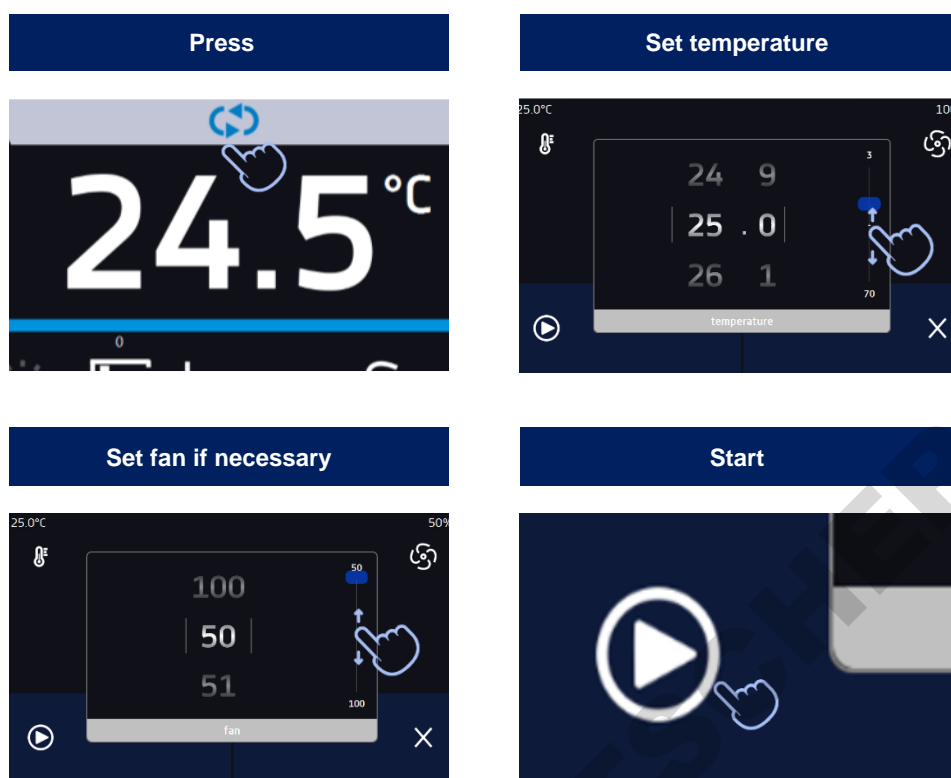 Press
24.5°C
0
Set temperature
25.0°C
100
24 9
25 . 0
26 1
3
70
temperature
Set fan if necessary
25.0°C
50%
100
50
51
50
100
fan
Start